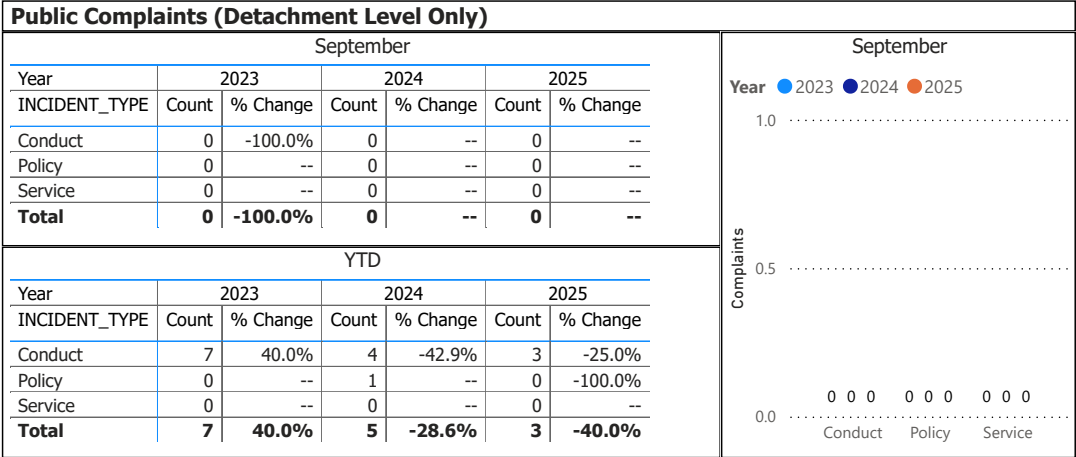 Public Complaints (Detachment Level Only)
September
Year 2023 2024 2025
INCIDENT_TYPE Count % Change Count % Change Count % Change
Conduct 0 -100.0% 0 -- 0 --
Policy 0 -- 0 -- 0 --
Service 0 -- 0 -- 0 --
Total 0 -100.0% 0 -- 0 --
YTD
Year 2023 2024 2025
INCIDENT_TYPE Count % Change Count % Change Count % Change
Conduct 7 40.0% 4 -42.9% 3 -25.0%
Policy 0 -- 1 -- 0 -100.0%
Service 0 -- 0 -- 0 --
Total 7 40.0% 5 -28.6% 3 -40.0%
September
Year 2023 2024 2025
1.0
Complaints
0.5
0 0 0 0 0 0 0 0 0
0.0
Conduct Policy Service